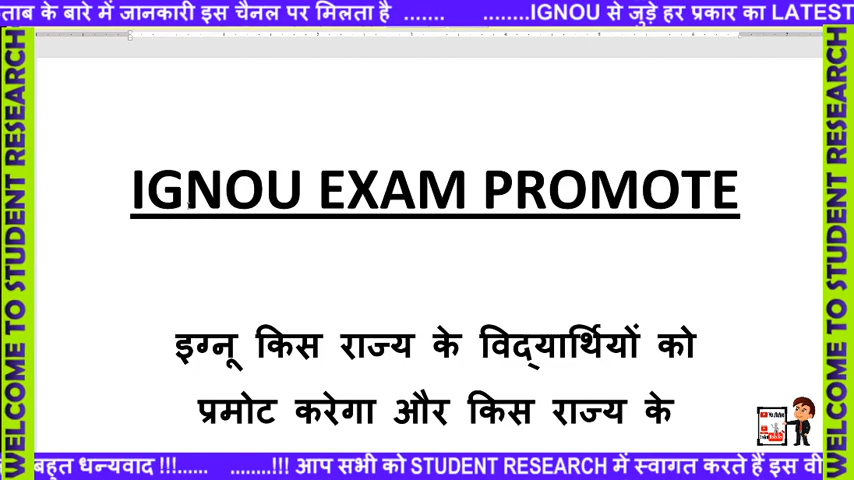 ताब के बारे में जानकारी इस चैनल पर मिलता है ....... ........IGNOU से जुड़े हर प्रकार का LATEST
WELCOME TO STUDENT RESEARCH
IGNOU EXAM PROMOTE
इग्नू किस राज्य के विद्यार्थियों को
प्रमोट करेगा और किस राज्य के
WELCOME TO STUDENT RESEARCH
बहुत धन्यवाद !!!...... ........!!! आप सभी को STUDENT RESEARCH में स्वागत करते हैं इस वी